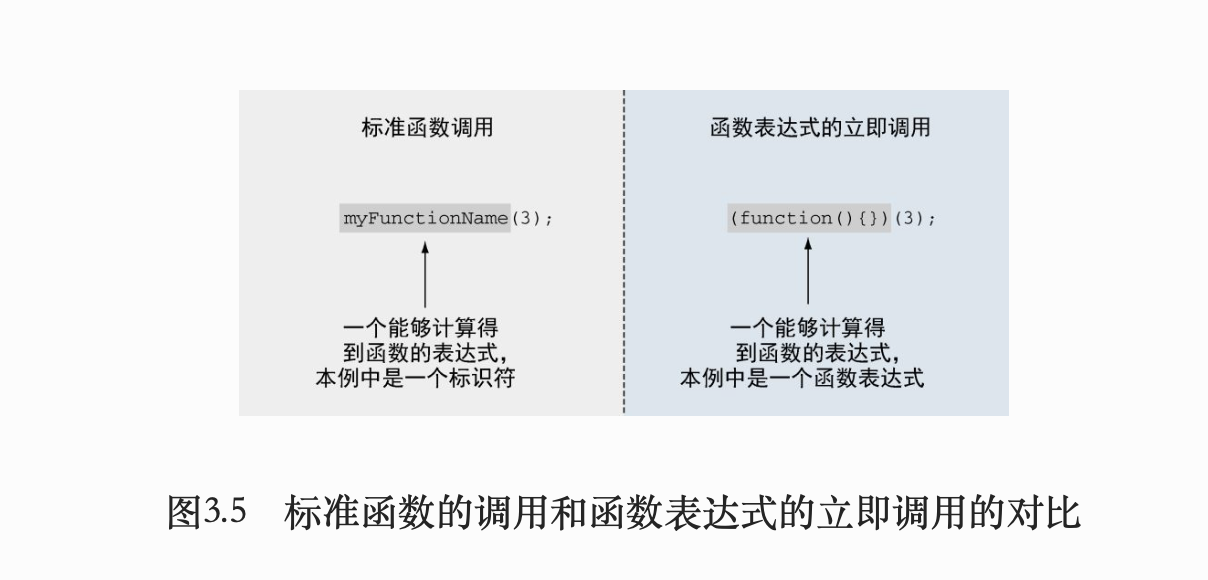 标准函数调用
myFunctionName(3);
一个能够计算得
到函数的表达式，
本例中是一个标识符
函数表达式的立即调用
(function(){})(3);
一个能够计算得
到函数的表达式，
本例中是一个函数表达式
图3.5 标准函数的调用和函数表达式的立即调用的对比